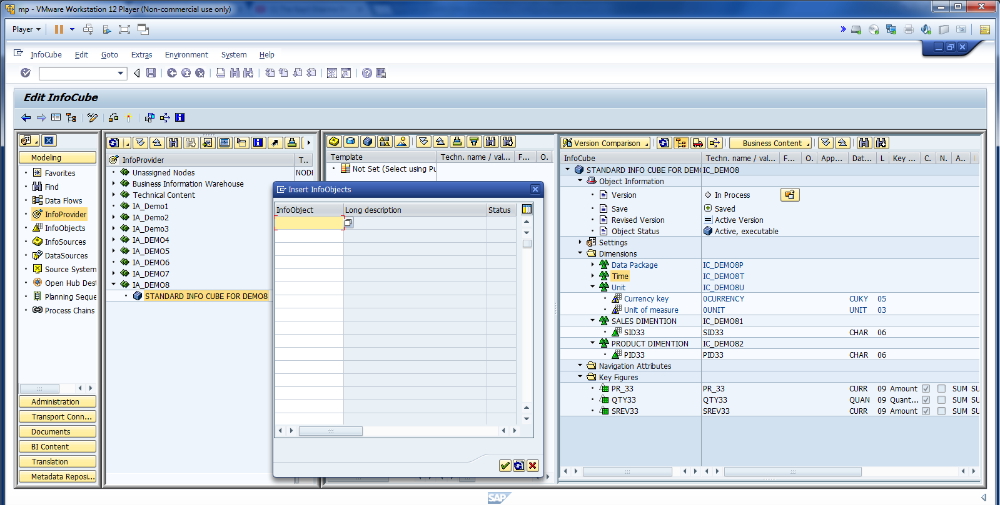 mp - VMware Workstation 12 Player (Non-commercial use only)
Player
InfoCube Edit Goto Extras Environment System Help
Edit InfoCube
Modeling
Favorites
Find
Data Flows
InfoProvider
InfoObjects
InfoSources
DataSources
Source System
Open Hub Dest
Planning Seque
Process Chains
Administration
Transport Conn...
Documents
BI Content
Translation
Metadata Reposi...
InfoProvider T..
Unassigned Nodes NODE
Business Information Warehouse
Technical Content
IA_Demo1
IA_Demo2
IA_Demo3
IA_DEMO4
IA_DEMO5
IA_DEMO6
IA_DEMO7
IA_DEMO8
STANDARD INFO CUBE FOR DEMO8
Template Techn. name / val... F... O.
Not Set (Select using Pu
Insert InfoObjects
InfoObject Long description Status
Version Comparison Business Content
InfoCube Techn. name / val... F... O. App... Dat... L Key ... C. N. A..
STANDARD INFO CUBE FOR DEMO IC_DEMO8
Object Information
Version In Process
Save Saved
Revised Version Active Version
Object Status Active, executable
Settings
Dimensions
Data Package IC_DEMO8P
Time IC_DEMO8T
Unit IC_DEMO8U
Currency key 0CURRENCY CUKY 05
Unit of measure 0UNIT UNIT 03
SALES DIMENTION IC_DEMO81
SID33 SID33 CHAR 06
PRODUCT DIMENTION IC_DEMO82
PID33 PID33 CHAR 06
Navigation Attributes
Key Figures
PR_33 PR_33 CURR 09 Amount SUM SU
QTY33 QTY33 QUAN 09 Quant... SUM SU
SREV33 SREV33 CURR 09 Amount SUM SU
SAP